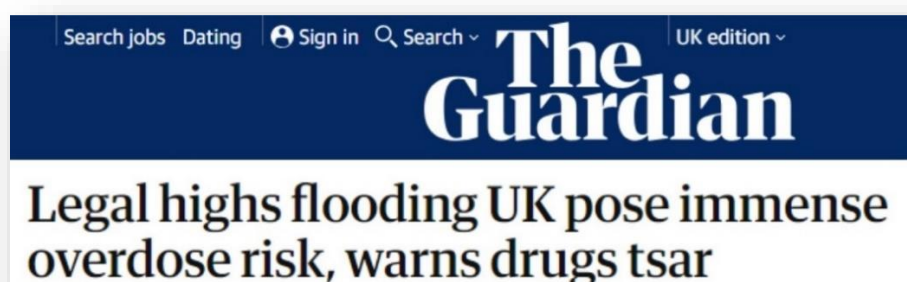 Search jobs Dating Sign in Search UK edition
The
Guardian
Legal highs flooding UK pose immense
overdose risk, warns drugs tsar